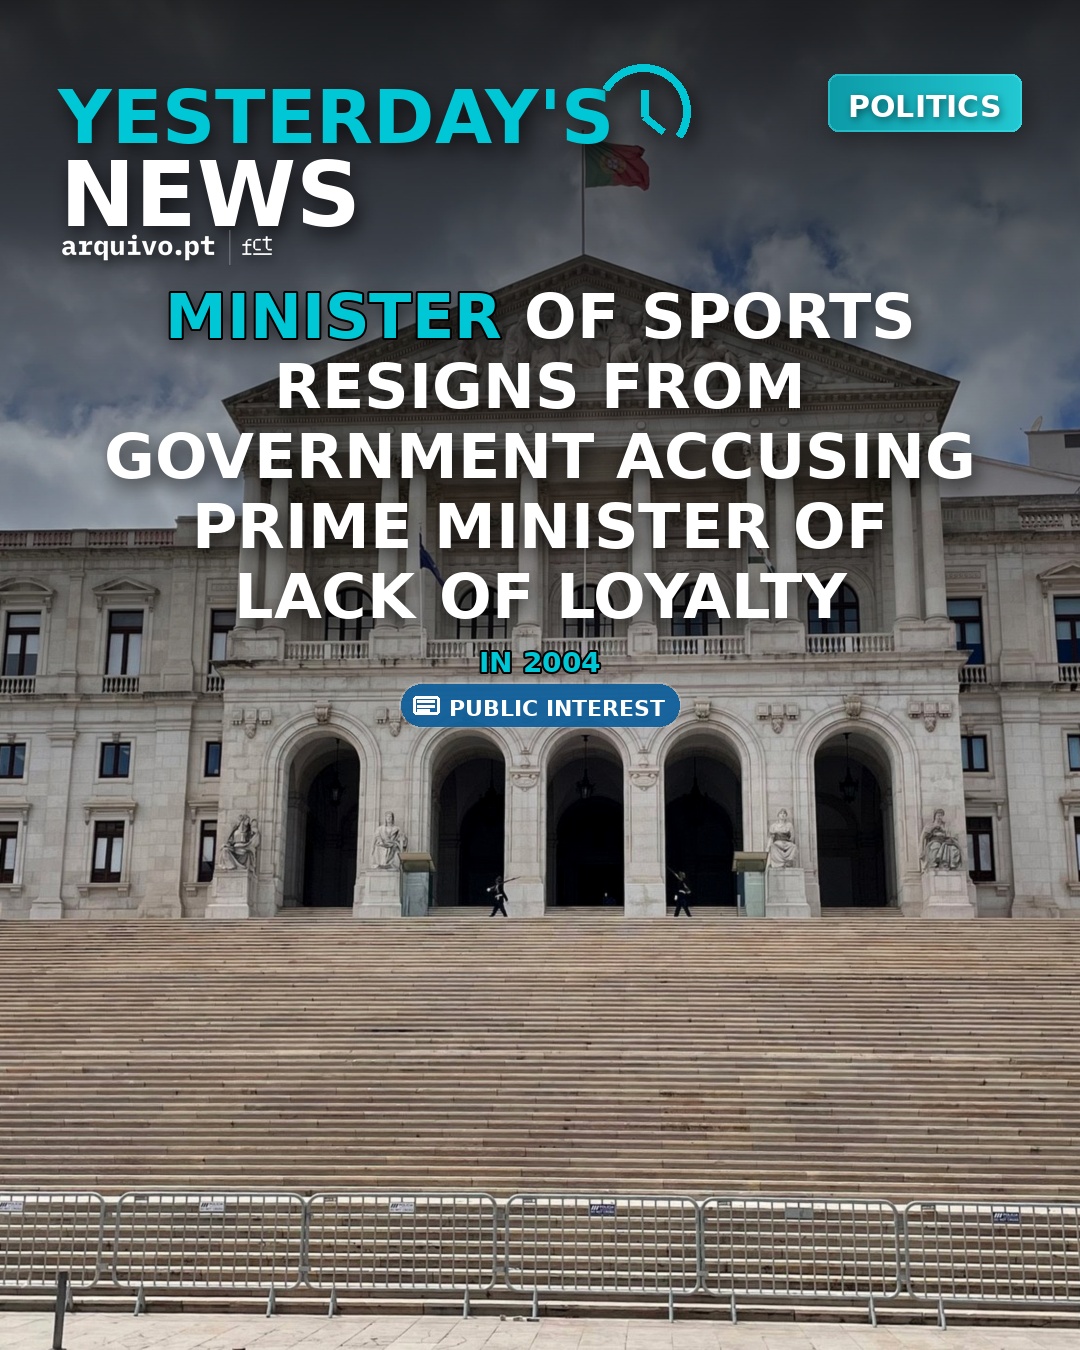 YESTERDAY'S
POLITICS
NEWS
arquivo.pt | fct
MINISTER OF SPORTS
RESIGNS FROM
GOVERNMENT ACCUSING
PRIME MINISTER OF
LACK OF LOYALTY
IN 2004
PUBLIC INTEREST